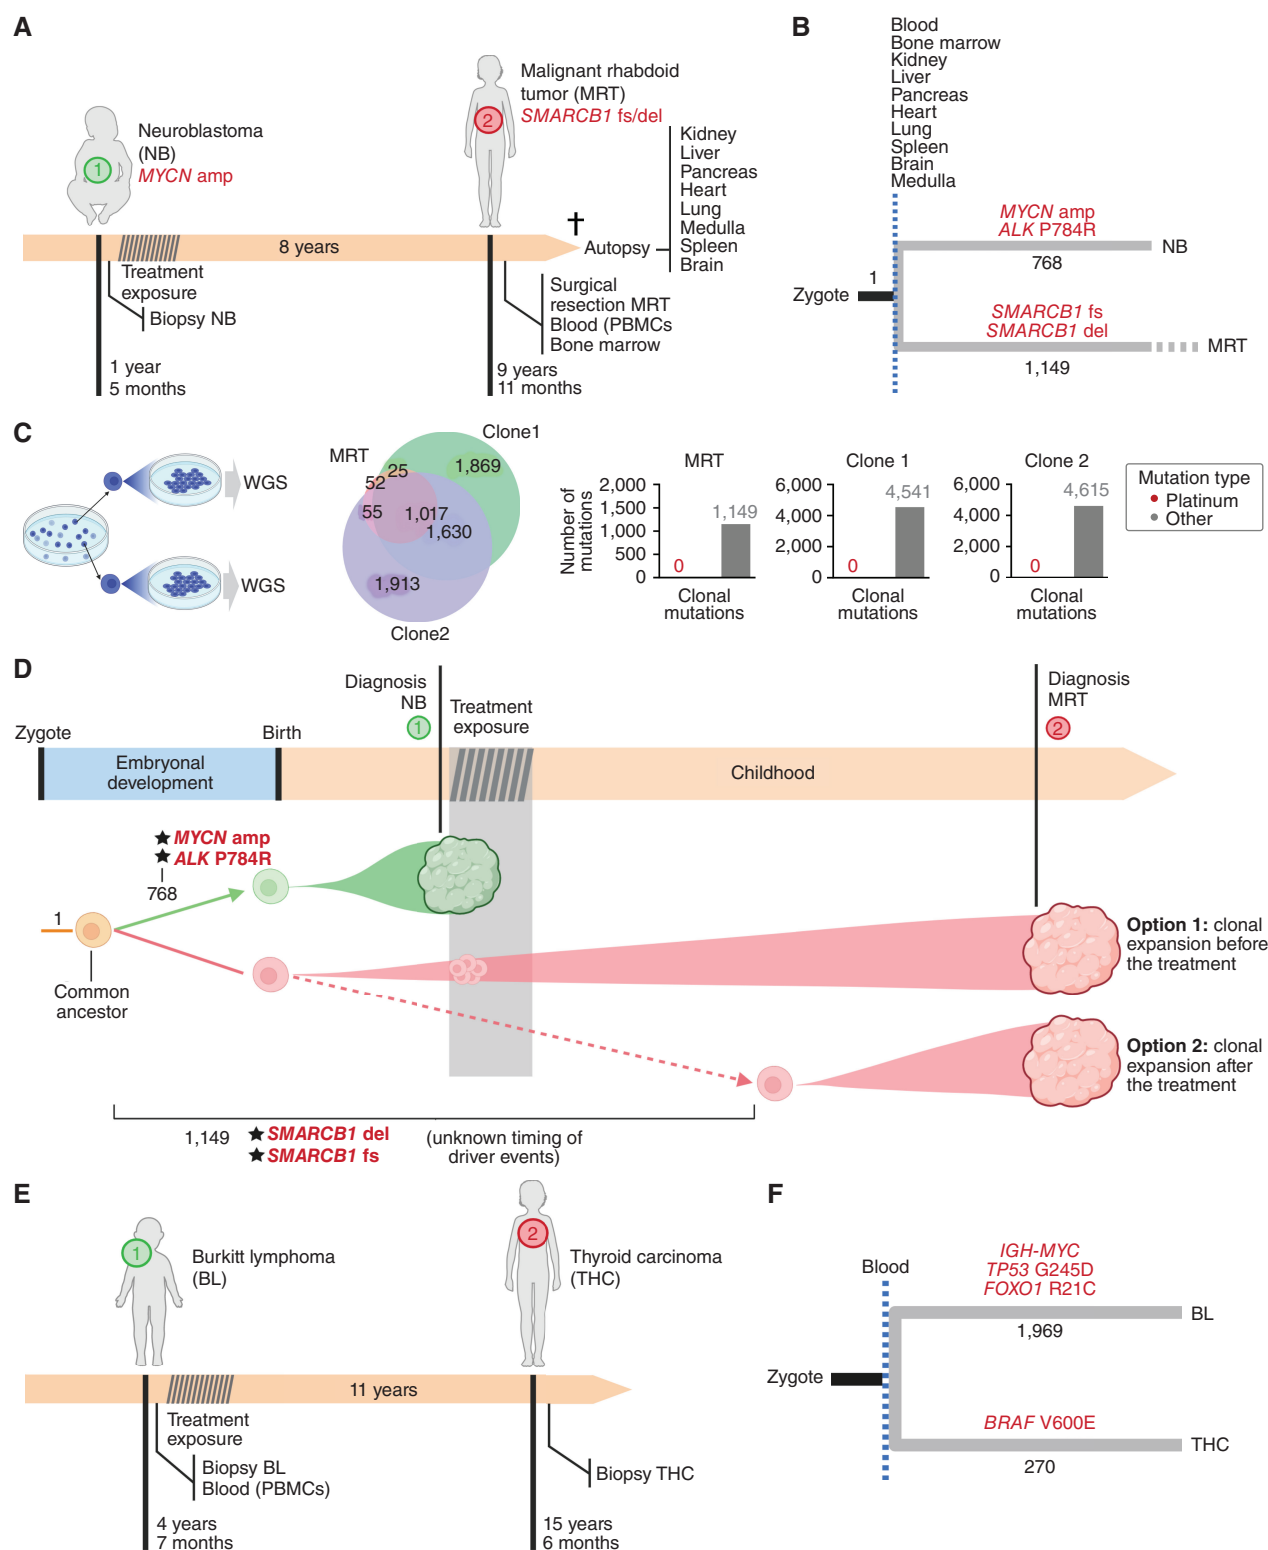 A
Neuroblastoma
(NB)
MYCN amp
1
Malignant rhabdoid
tumor (MRT)
SMARCB1 fs/del
2
Kidney
Liver
Pancreas
Heart
Lung
Medulla
Spleen
Brain
8 years
Autopsy
Treatment
exposure
Biopsy NB
Surgical
resection MRT
Blood (PBMCs
Bone marrow
1 year
5 months
9 years
11 months
B
Blood
Bone marrow
Kidney
Liver
Pancreas
Heart
Lung
Spleen
Brain
Medulla
MYCN amp
ALK P784R
NB
768
1
Zygote
SMARCB1 fs
SMARCB1 del
MRT
1,149
C
WGS
WGS
Clone1
MRT
25
1,869
52
55
1,017
1,630
1,913
Clone2
MRT
Number of
mutations
2,000
1,500
1,000
500
0
0
1,149
Clonal
mutations
Clone 1
6,000
4,000
2,000
0
0
4,541
Clonal
mutations
Clone 2
6,000
4,000
2,000
0
0
4,615
Clonal
mutations
Mutation type
Platinum
Other
D
Diagnosis
NB
1
Treatment
exposure
Diagnosis
MRT
2
Zygote
Birth
Embryonal
development
Childhood
MYCN amp
ALK P784R
768
1
Common
ancestor
Option 1: clonal
expansion before
the treatment
Option 2: clonal
expansion after
the treatment
1,149
SMARCB1 del
SMARCB1 fs
(unknown timing of
driver events)
E
1
Burkitt lymphoma
(BL)
2
Thyroid carcinoma
(THC)
11 years
Treatment
exposure
Biopsy BL
Blood (PBMCs)
Biopsy THC
4 years
7 months
15 years
6 months
F
Blood
IGH-MYC
TP53 G245D
FOXO1 R21C
BL
1,969
Zygote
BRAF V600E
THC
270